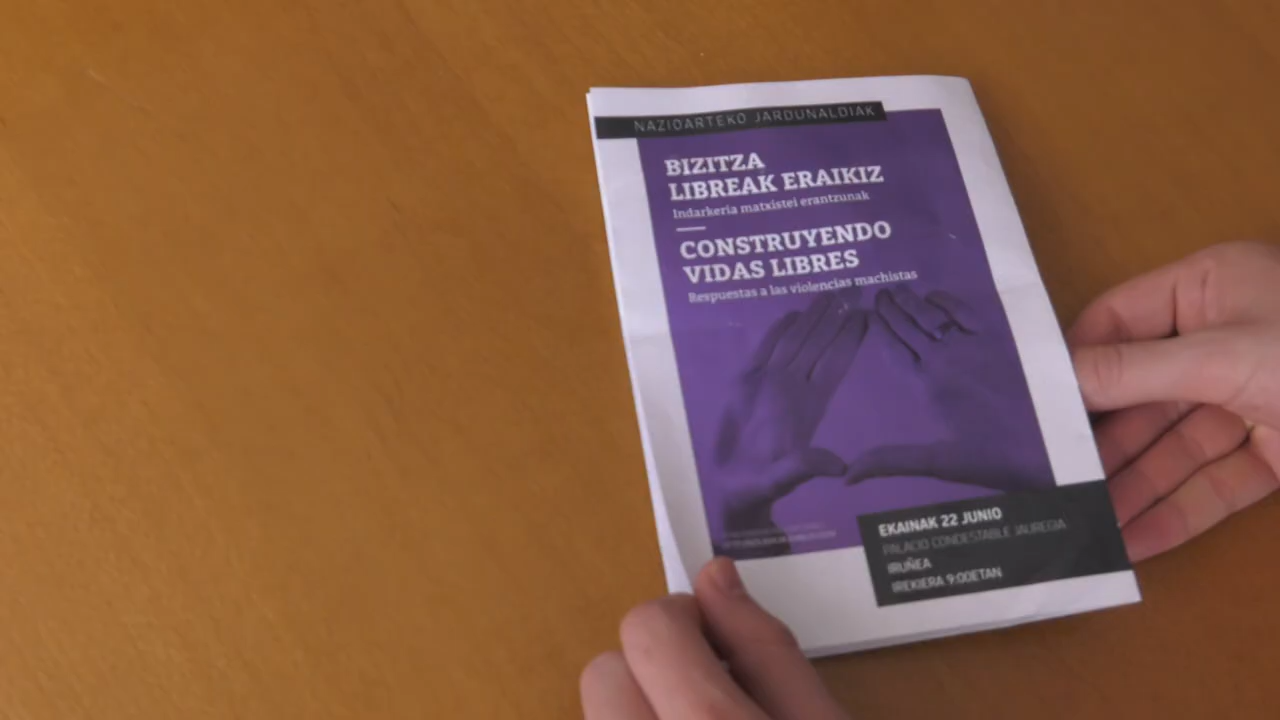 NAZIOARTEKO JARDUNALDIAK
BIZITZA
LIBREAK ERAIKIZ
Indarkeria matxistei erantzunak
CONSTRUYENDO
VIDAS LIBRES
Respuestas a las violencias machistas
EKAINAK 22 JUNIO
PALACIO CONDESTABLE JAUREGIA
IRUÑEA
IREKIERA 9:00ETAN